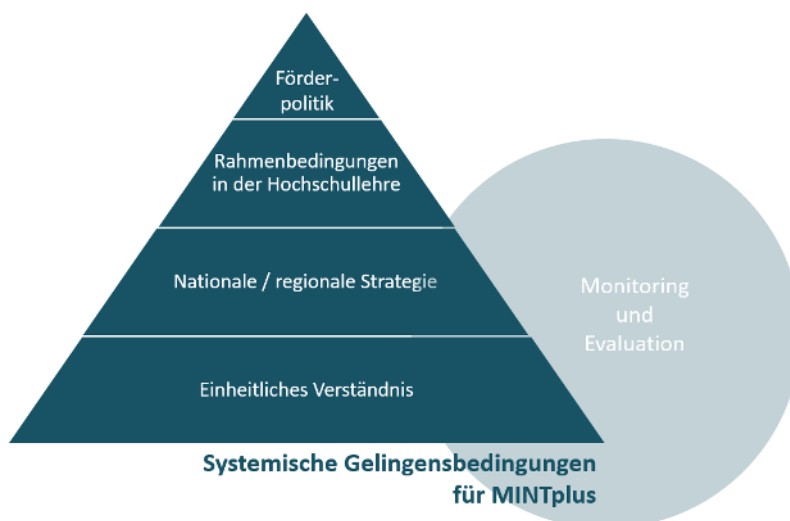 Förder-
politik
Rahmenbedingungen
in der Hochschullehre
Nationale / regionale Strategie
Monitoring
und
Evaluation
Einheitliches Verständnis
Systemische Gelingensbedingungen
für MINTplus